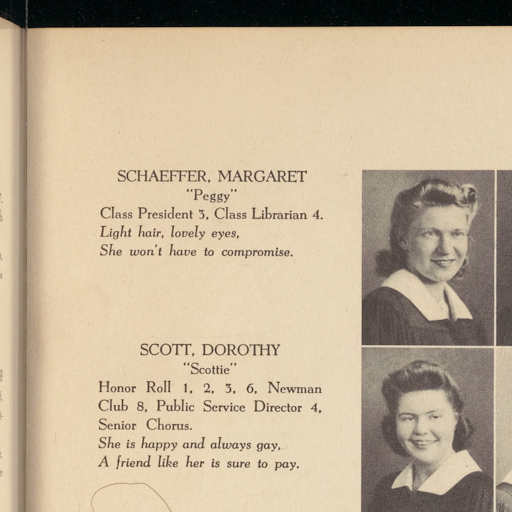 SCHAEFFER, MARGARET
"Peggy"
Class President 3, Class Librarian 4.
Light hair, lovely eyes,
She won't have to compromise.
SCOTT, DOROTHY
"Scottie"
Honor Roll 1, 2, 3, 6, Newman
Club 8, Public Service Director 4,
Senior Chorus.
She is happy and always gay,
A friend like her is sure to pay.